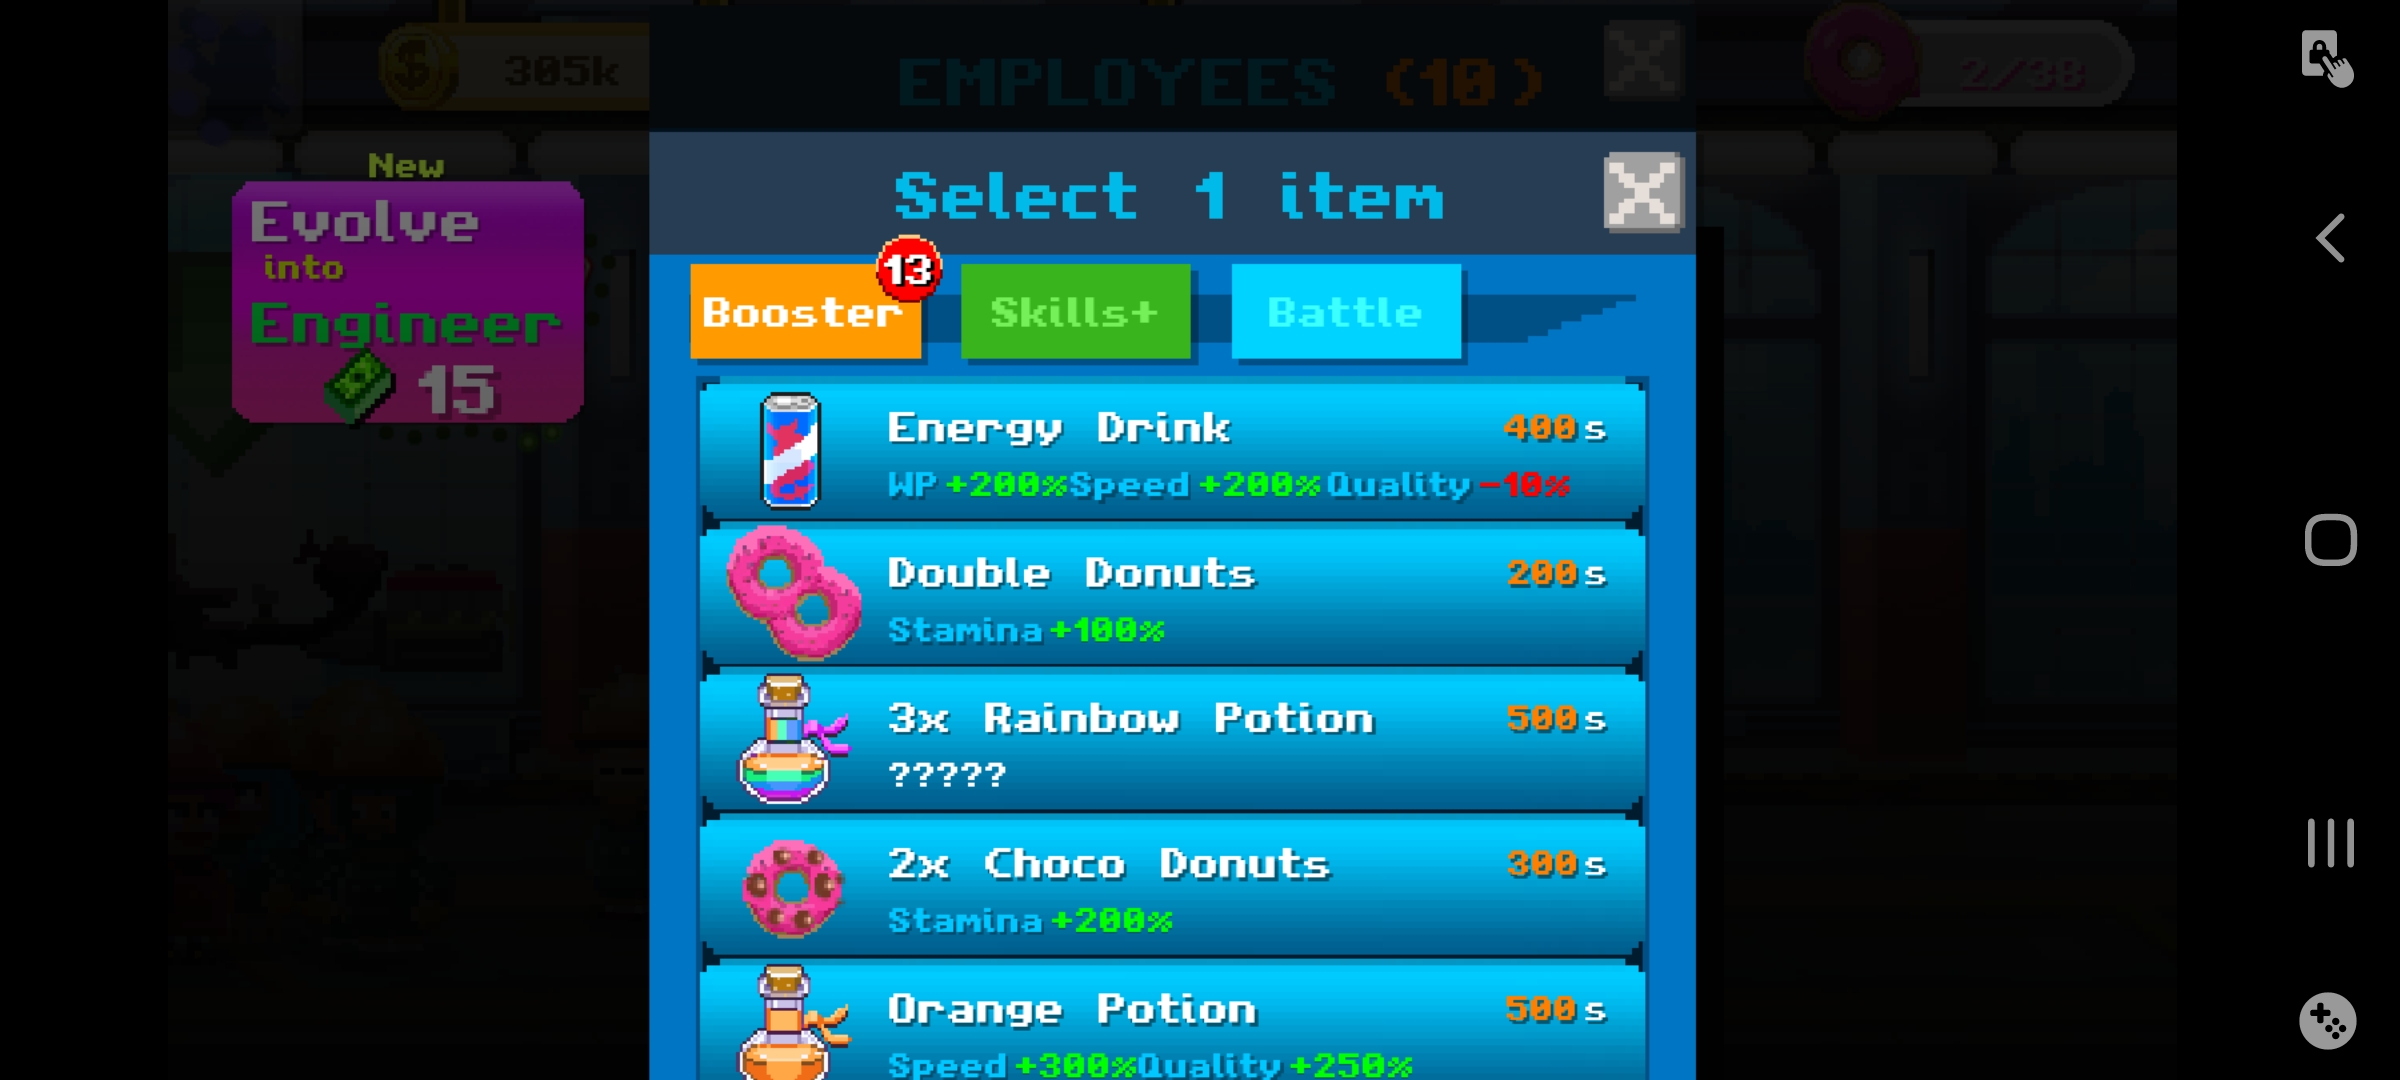 305k
EMPLOYEES (10)
2/38
New
Evolve
into
Engineer
15
Select 1 item
Booster
13
Skills+
Battle
Energy Drink 400s
WP +200% Speed +200% Quality -10%
Double Donuts 200s
Stamina +100%
3x Rainbow Potion 500s
?????
2x Choco Donuts 300s
Stamina +200%
Orange Potion 500s
Speed +300% Quality +250%